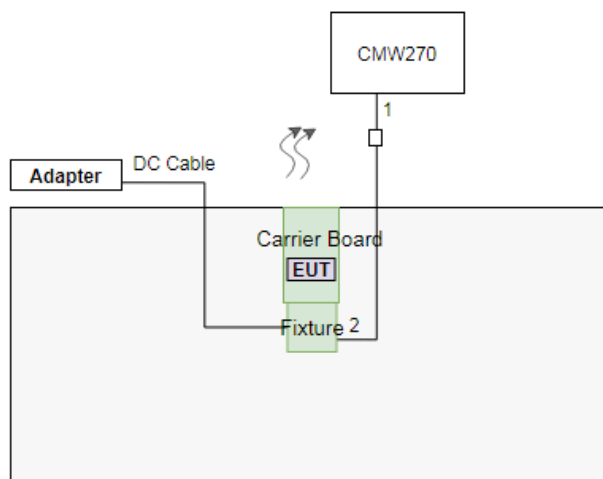 CMW270
1
DC Cable
Adapter
Carrier Board
EUT
Fixture 2